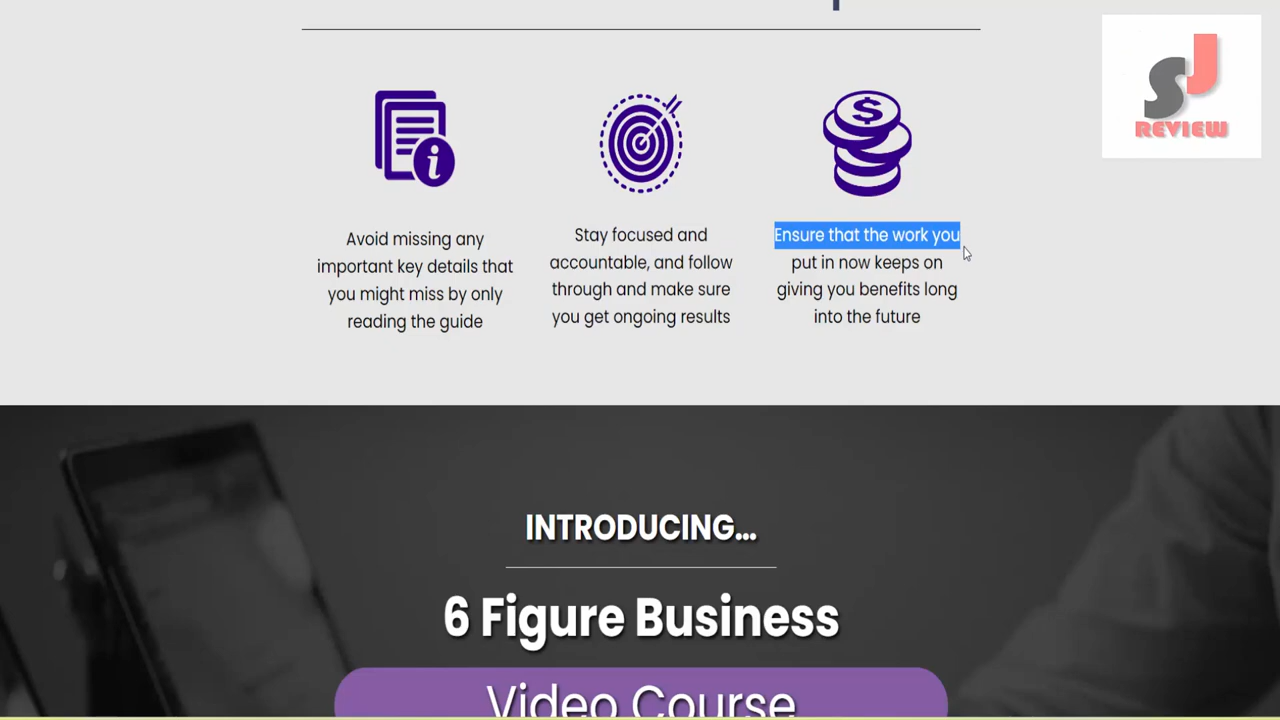 SJ
REVIEW
Avoid missing any
important key details that
you might miss by only
reading the guide
Stay focused and
accountable, and follow
through and make sure
you get ongoing results
Ensure that the work you
put in now keeps on
giving you benefits long
into the future
INTRODUCING...
6 Figure Business
Video Course